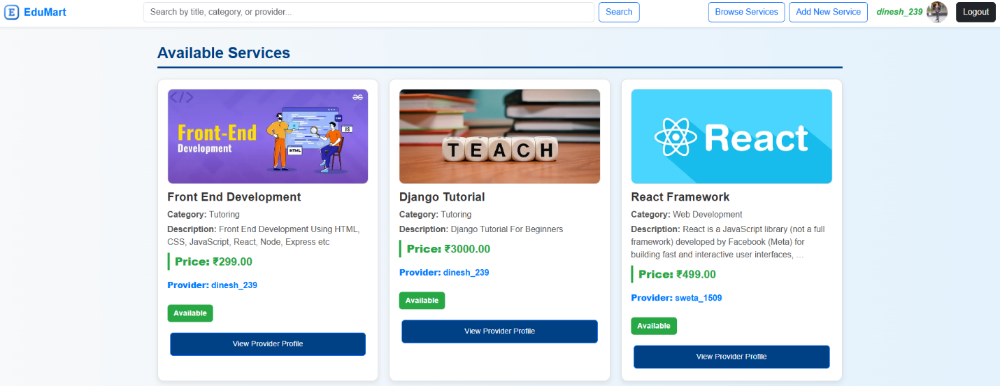 E EduMart
Search by title, category, or provider...
Search
Browse Services
Add New Service
dinesh_239
Logout
Available Services
</>
Front-End
Development
HTML
JS
Front End Development
Category: Tutoring
Description: Front End Development Using HTML,
CSS, JavaScript, React, Node, Express etc
Price: ₹299.00
Provider: dinesh_239
Available
View Provider Profile
TEACH
Django Tutorial
Category: Tutoring
Description: Django Tutorial For Beginners
Price: ₹3000.00
Provider: dinesh_239
Available
View Provider Profile
React
React Framework
Category: Web Development
Description: React is a JavaScript library (not a full
framework) developed by Facebook (Meta) for
building fast and interactive user interfaces, ...
Price: ₹499.00
Provider: sweta_1509
Available
View Provider Profile